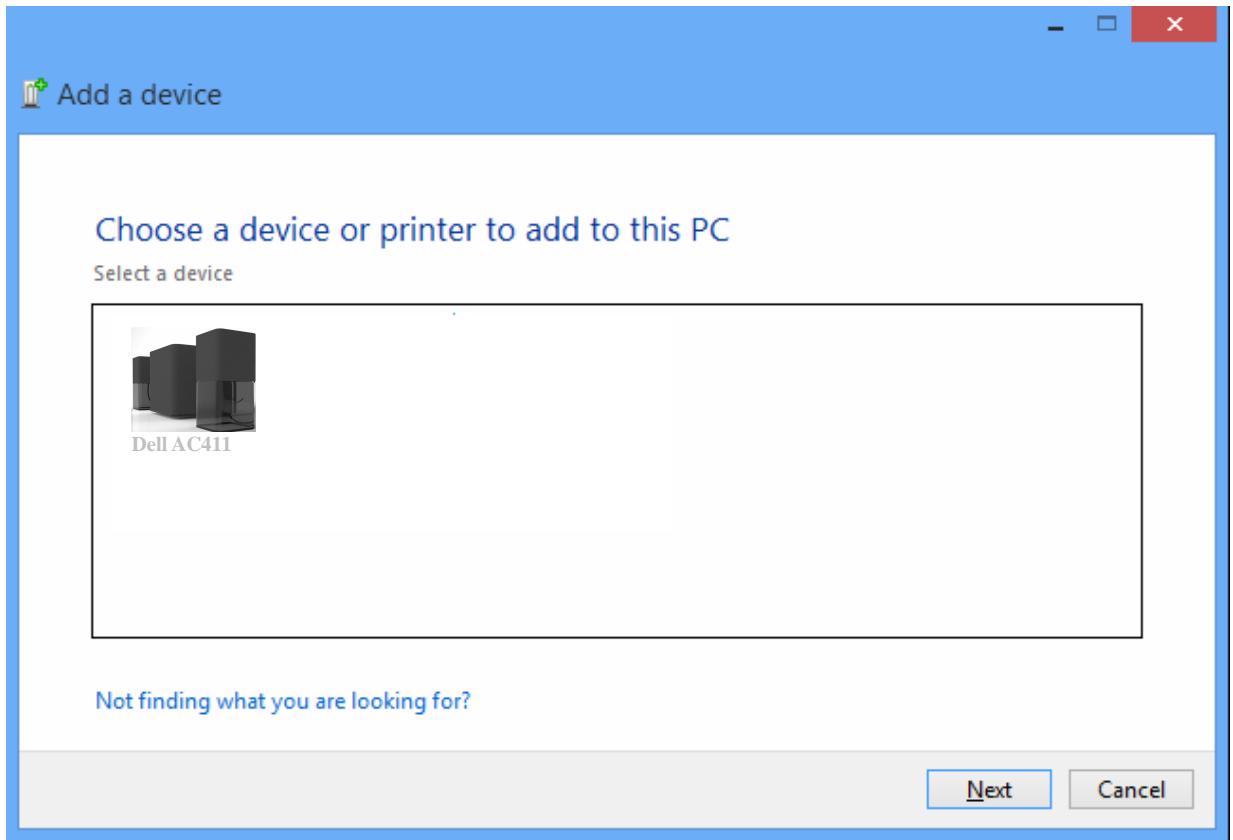 Add a device
Choose a device or printer to add to this PC
Select a device
Dell AC411
Not finding what you are looking for?
Next Cancel